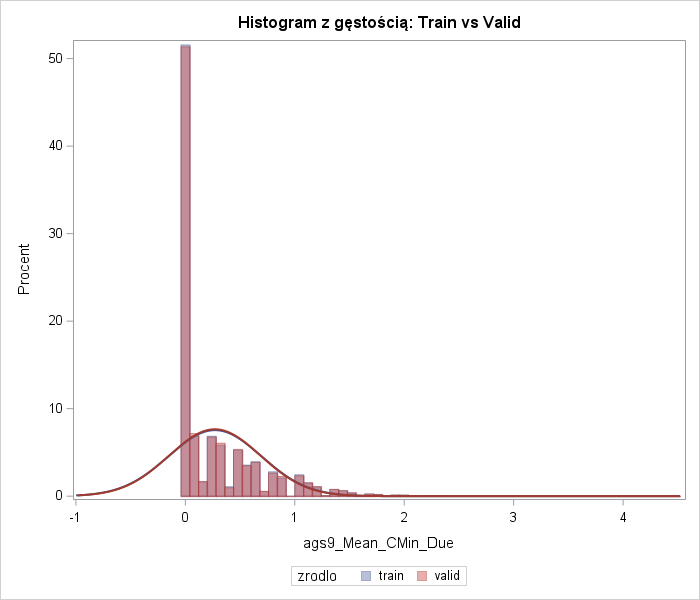 Histogram z gęstością: Train vs Valid
50
40
30
20
10
0
Procent
-1 0 1 2 3 4
ags9_Mean_CMin_Due
zrodlo train valid